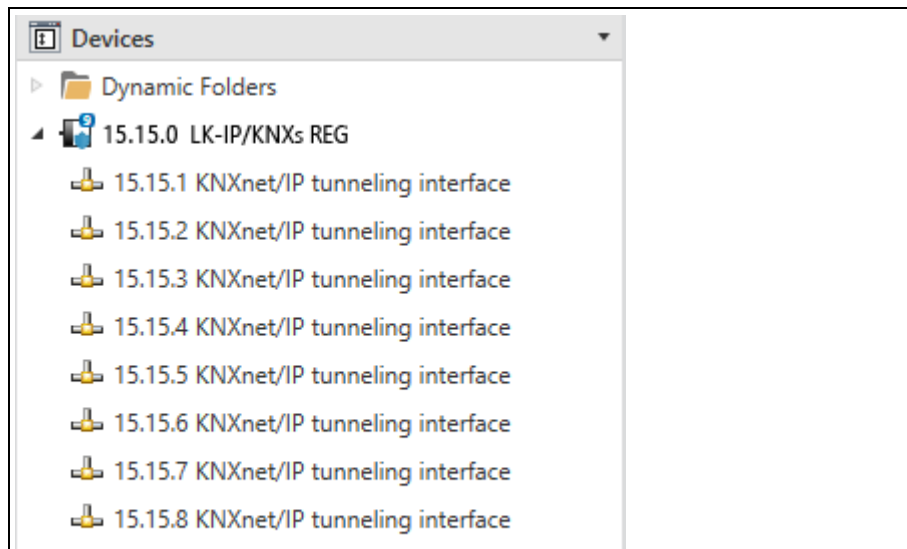 Devices
Dynamic Folders
15.15.0 LK-IP/KNXs REG
15.15.1 KNXnet/IP tunneling interface
15.15.2 KNXnet/IP tunneling interface
15.15.3 KNXnet/IP tunneling interface
15.15.4 KNXnet/IP tunneling interface
15.15.5 KNXnet/IP tunneling interface
15.15.6 KNXnet/IP tunneling interface
15.15.7 KNXnet/IP tunneling interface
15.15.8 KNXnet/IP tunneling interface